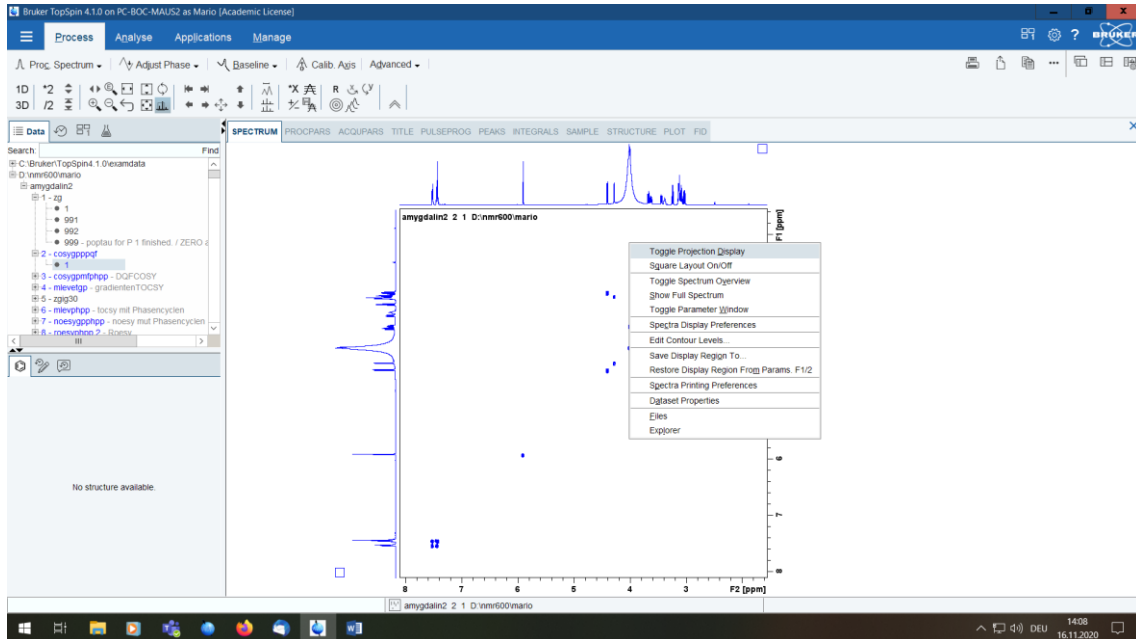 Bruker TopSpin 4.1.0 on PC-BOC-MAUS2 as Mario [Academic License]
Process Analyse Applications Manage
? BRUKER
Proc. Spectrum Adjust Phase Baseline Calib. Axis Advanced
1D *2 *X R
3D /2
Data SPECTRUM PROCPARS ACQUPARS TITLE PULSEPROG PEAKS INTEGRALS SAMPLE STRUCTURE PLOT FID
Search: Find
C:\Bruker\TopSpin4.1.0\examdata
D:\nmr600\mario
amygdalin2
1 - zg
1
991
992
999 - poptau for P 1 finished. / ZERO
2 - cosygpppqf
1
3 - cosygpmfphpp - DQFCOSY
4 - mlevetgp - gradientenTOCSY
5 - zgig30
6 - mlevphpp - tocsy mit Phasencyclen
7 - noesygpphpp - noesy mut Phasencyclen
8 - roesyphpp.2 - Roesy
No structure available.
amygdalin2 2 1 D:\nmr600\mario
F1 [ppm]
Toggle Projection Display
Square Layout On/Off
Toggle Spectrum Overview
Show Full Spectrum
Toggle Parameter Window
Spectra Display Preferences
Edit Contour Levels...
Save Display Region To...
Restore Display Region From Params. F1/2
Spectra Printing Preferences
Dataset Properties
Files
Explorer
6
7
8
8 7 6 5 4 3 F2 [ppm]
amygdalin2 2 1 D:\nmr600\mario
DEU
14:08
16.11.2020